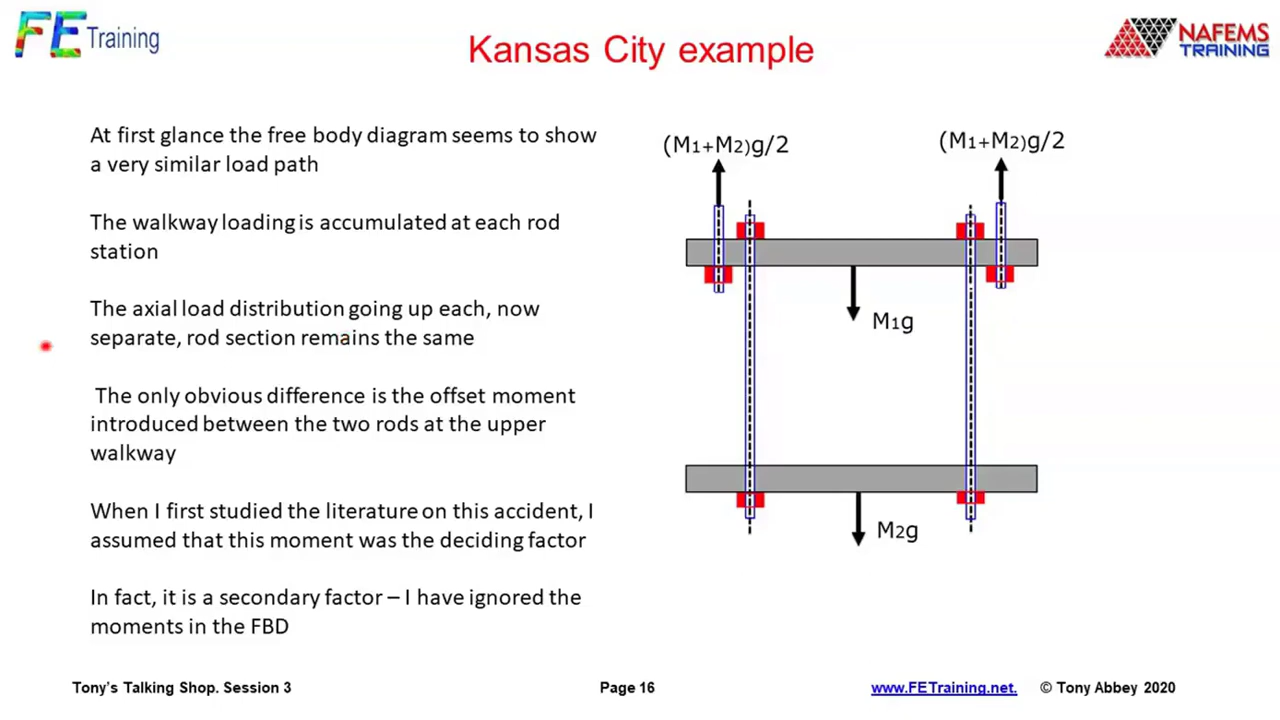 FE Training
Kansas City example
NAFEMS
TRAINING
At first glance the free body diagram seems to show
a very similar load path
The walkway loading is accumulated at each rod
station
The axial load distribution going up each, now
separate, rod section remains the same
The only obvious difference is the offset moment
introduced between the two rods at the upper
walkway
When I first studied the literature on this accident, I
assumed that this moment was the deciding factor
In fact, it is a secondary factor – I have ignored the
moments in the FBD
(M1+M2)g/2
(M1+M2)g/2
M1g
M2g
Tony's Talking Shop. Session 3
Page 16
www.FETraining.net.
© Tony Abbey 2020